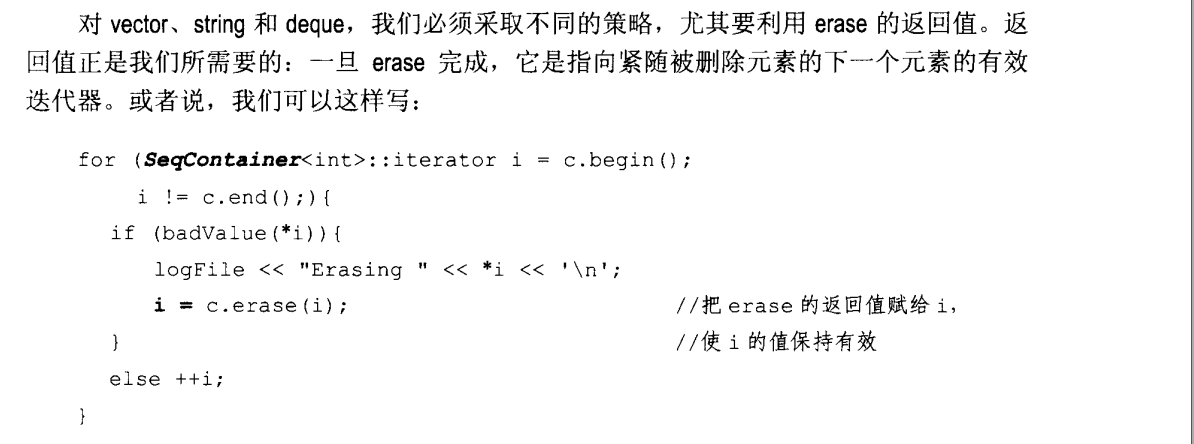 对 vector、string 和 deque，我们必须采取不同的策略，尤其要利用 erase 的返回值。返
回值正是我们所需要的：一旦 erase 完成，它是指向紧随被删除元素的下一个元素的有效
迭代器。或者说，我们可以这样写：
for (SeqContainer<int>::iterator i = c.begin();
i != c.end();){
if (badValue(*i)){
logFile << "Erasing " << *i << '\n';
i = c.erase(i); //把 erase 的返回值赋给 i,
} //使 i 的值保持有效
else ++i;
}